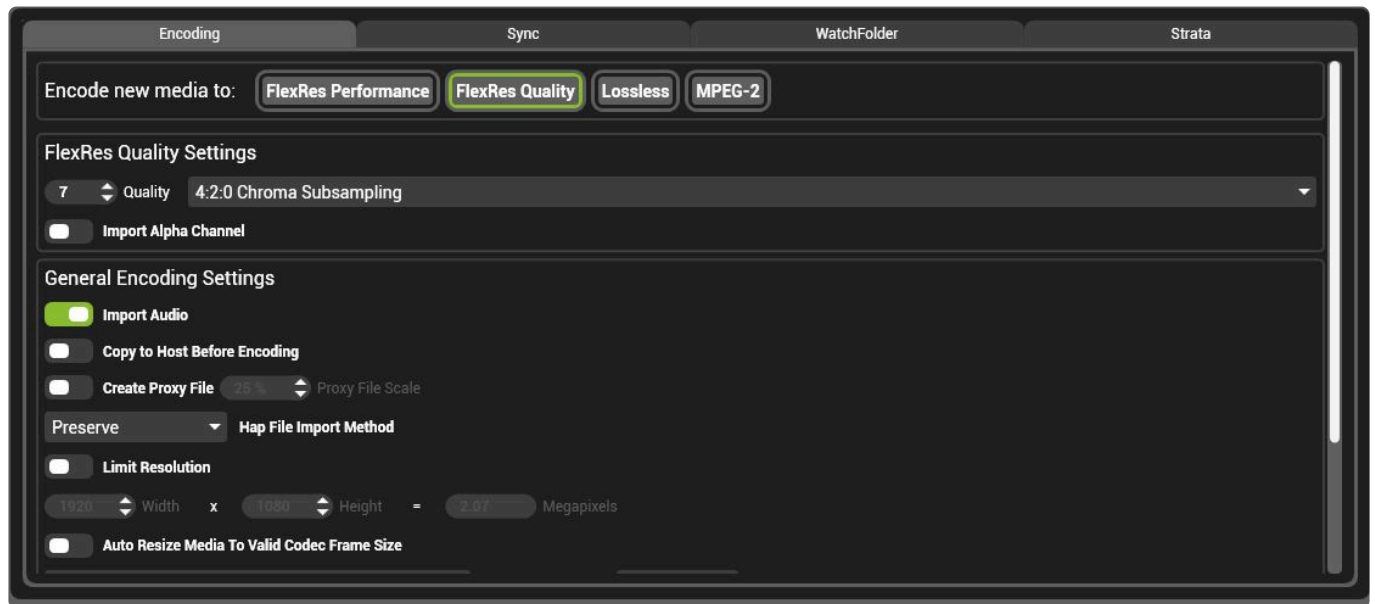 Encoding Sync WatchFolder Strata
Encode new media to: FlexRes Performance FlexRes Quality Lossless MPEG-2
FlexRes Quality Settings
7 Quality 4:2:0 Chroma Subsampling
Import Alpha Channel
General Encoding Settings
Import Audio
Copy to Host Before Encoding
Create Proxy File 25 % Proxy File Scale
Preserve Hap File Import Method
Limit Resolution
1920 Width x 1080 Height = 2.07 Megapixels
Auto Resize Media To Valid Codec Frame Size